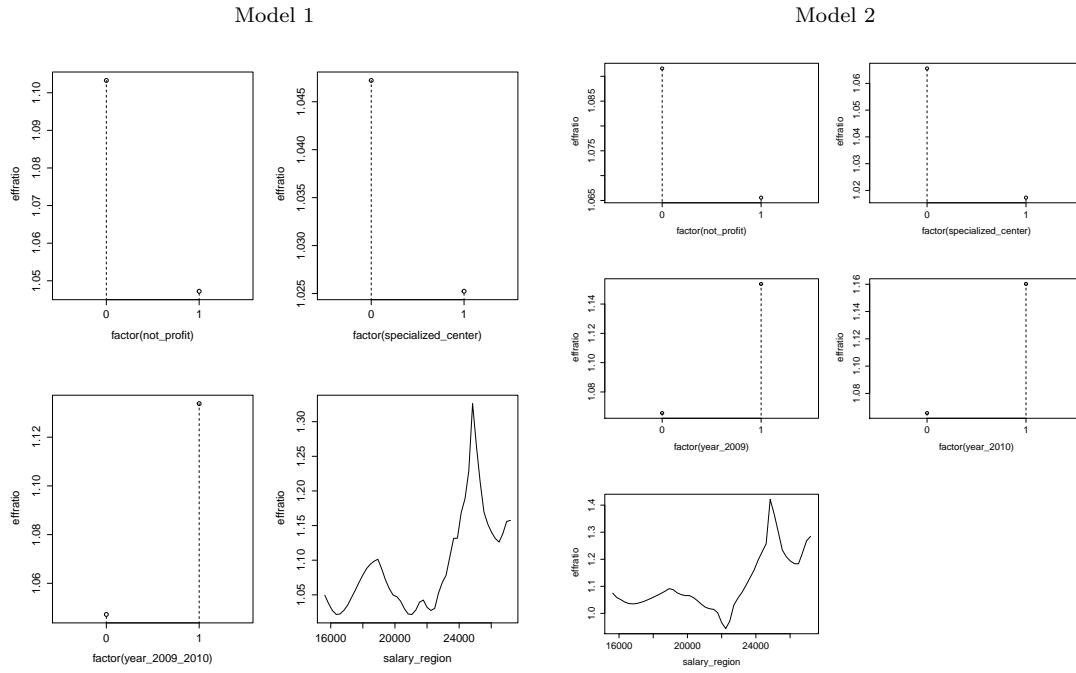 Model 1
1.05 1.06 1.07 1.08 1.09 1.10
effratio
0 1
factor(not_profit)
1.025 1.030 1.035 1.040 1.045
effratio
0 1
factor(specialized_center)
1.06 1.08 1.10 1.12
effratio
0 1
factor(year_2009_2010)
1.05 1.10 1.15 1.20 1.25 1.30
effratio
16000 20000 24000
salary_region
Model 2
1.065 1.075 1.085
effratio
0 1
factor(not_profit)
1.02 1.03 1.04 1.05 1.06
effratio
0 1
factor(specialized_center)
1.08 1.10 1.12 1.14
effratio
0 1
factor(year_2009)
1.08 1.10 1.12 1.14 1.16
effratio
0 1
factor(year_2010)
1.0 1.1 1.2 1.3 1.4
effratio
16000 20000 24000
salary_region